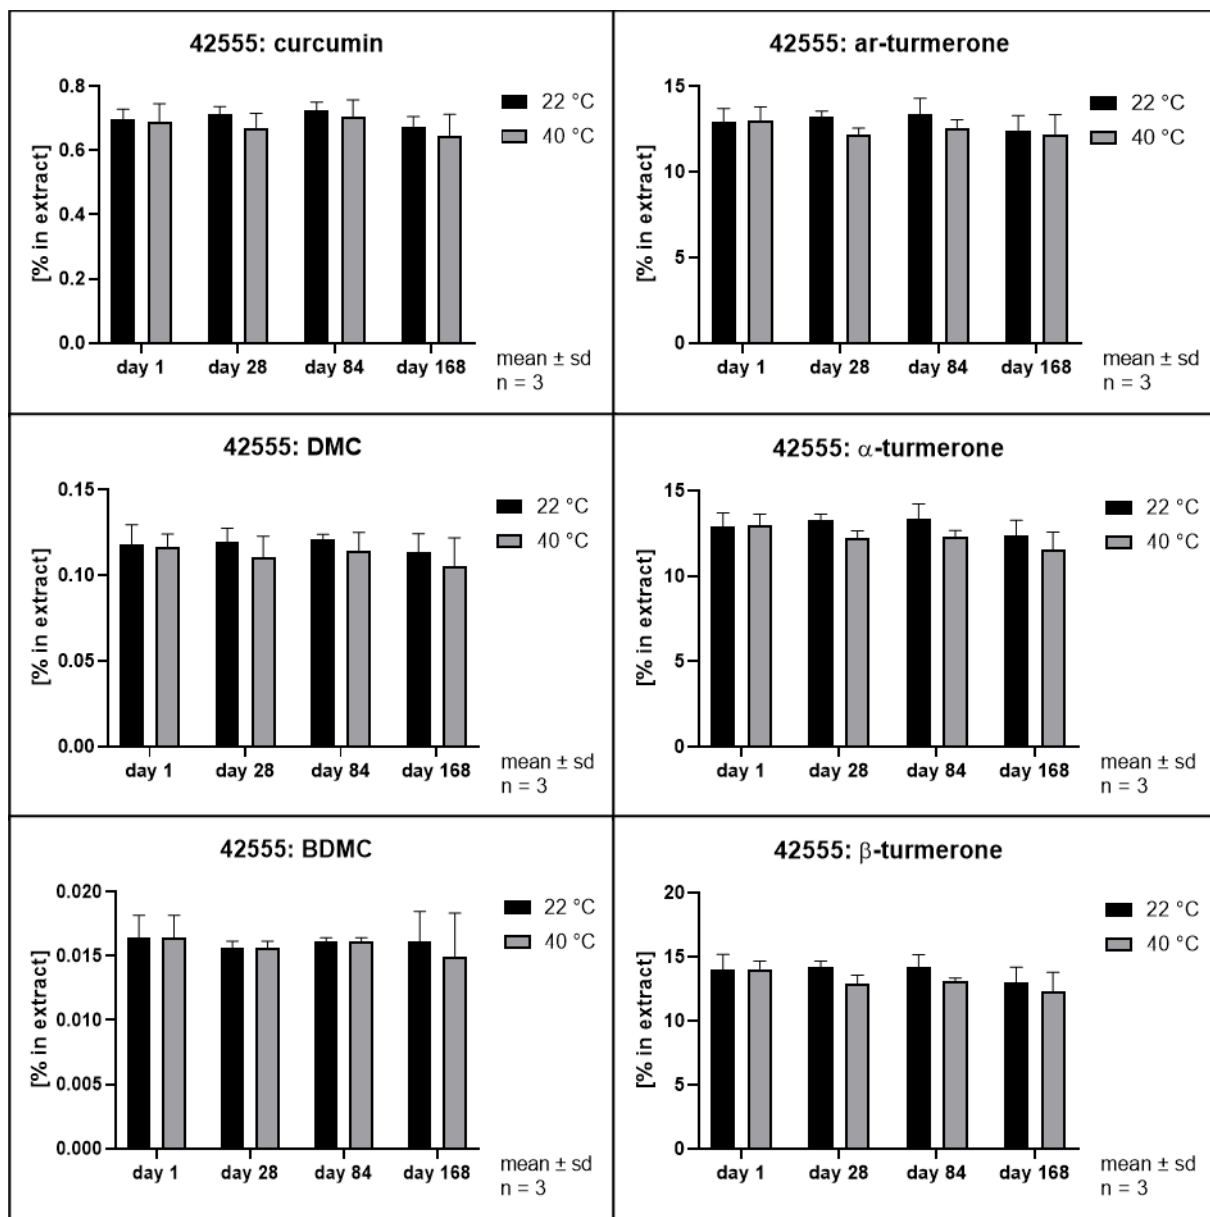 42555: curcumin
[% in extract]
0.8
0.6
0.4
0.2
0.0
day 1
day 28
day 84
day 168
22 °C
40 °C
mean ± sd
n = 3
42555: ar-turmerone
[% in extract]
15
10
5
0
day 1
day 28
day 84
day 168
22 °C
40 °C
mean ± sd
n = 3
42555: DMC
[% in extract]
0.15
0.10
0.05
0.00
day 1
day 28
day 84
day 168
22 °C
40 °C
mean ± sd
n = 3
42555: α-turmerone
[% in extract]
15
10
5
0
day 1
day 28
day 84
day 168
22 °C
40 °C
mean ± sd
n = 3
42555: BDMC
[% in extract]
0.020
0.015
0.010
0.005
0.000
day 1
day 28
day 84
day 168
22 °C
40 °C
mean ± sd
n = 3
42555: β-turmerone
[% in extract]
20
15
10
5
0
day 1
day 28
day 84
day 168
22 °C
40 °C
mean ± sd
n = 3